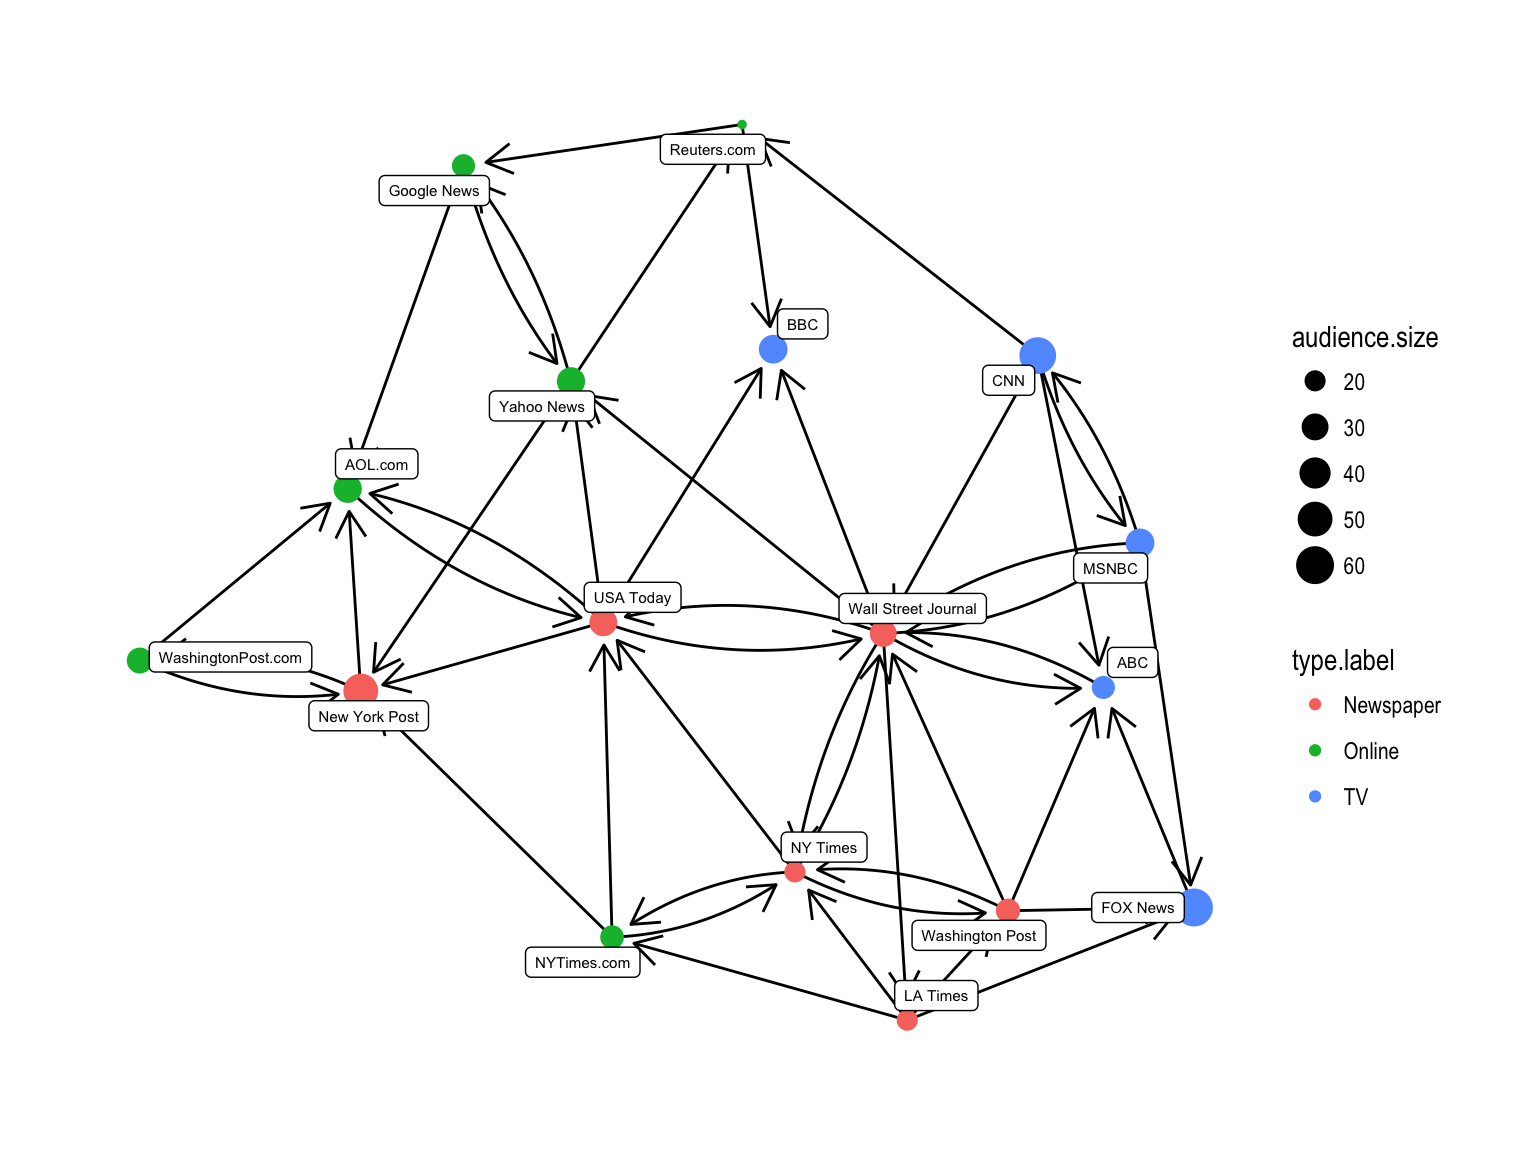 Reuters.com
Google News
BBC
CNN
Yahoo News
AOL.com
MSNBC
USA Today
Wall Street Journal
WashingtonPost.com
ABC
New York Post
NY Times
FOX News
Washington Post
NYTimes.com
LA Times
audience.size
20
30
40
50
60
type.label
Newspaper
Online
TV